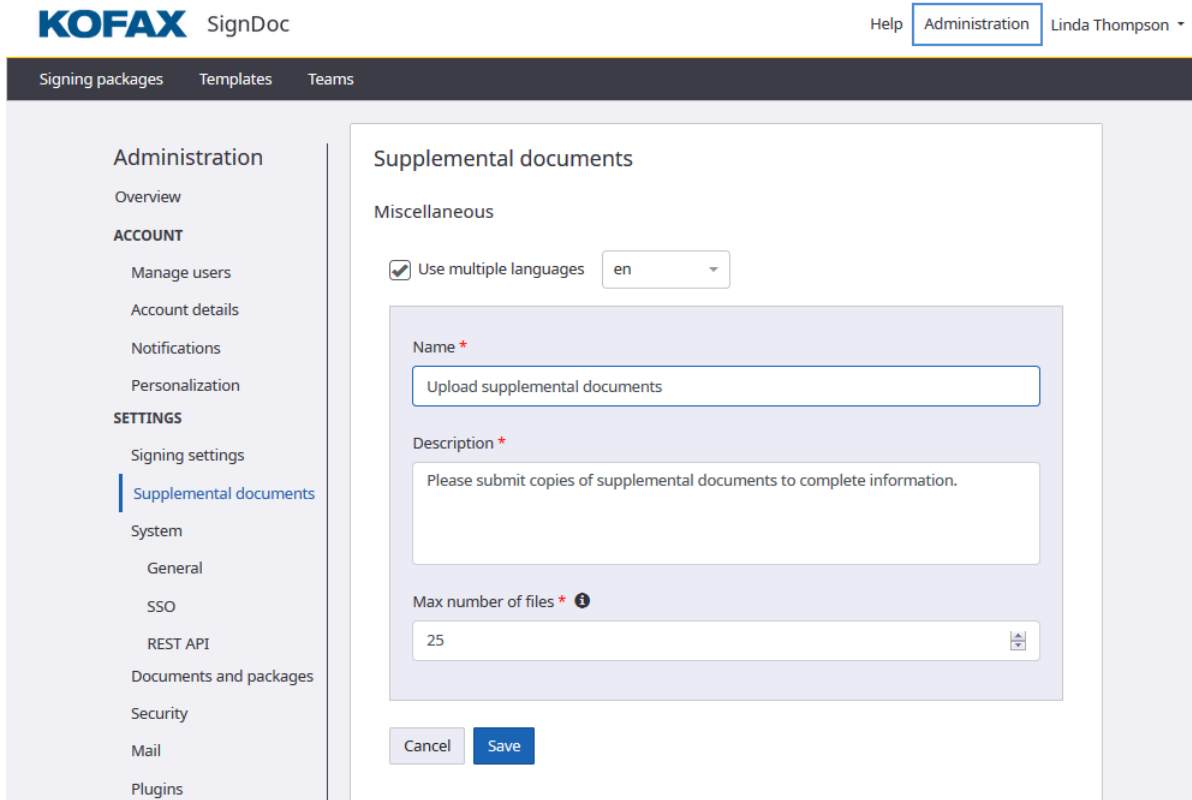 KOFAX SignDoc
Help Administration Linda Thompson
Signing packages Templates Teams
Administration
Overview
ACCOUNT
Manage users
Account details
Notifications
Personalization
SETTINGS
Signing settings
Supplemental documents
System
General
SSO
REST API
Documents and packages
Security
Mail
Plugins
Supplemental documents
Miscellaneous
Use multiple languages en
Name *
Upload supplemental documents
Description *
Please submit copies of supplemental documents to complete information.
Max number of files *
25
Cancel Save